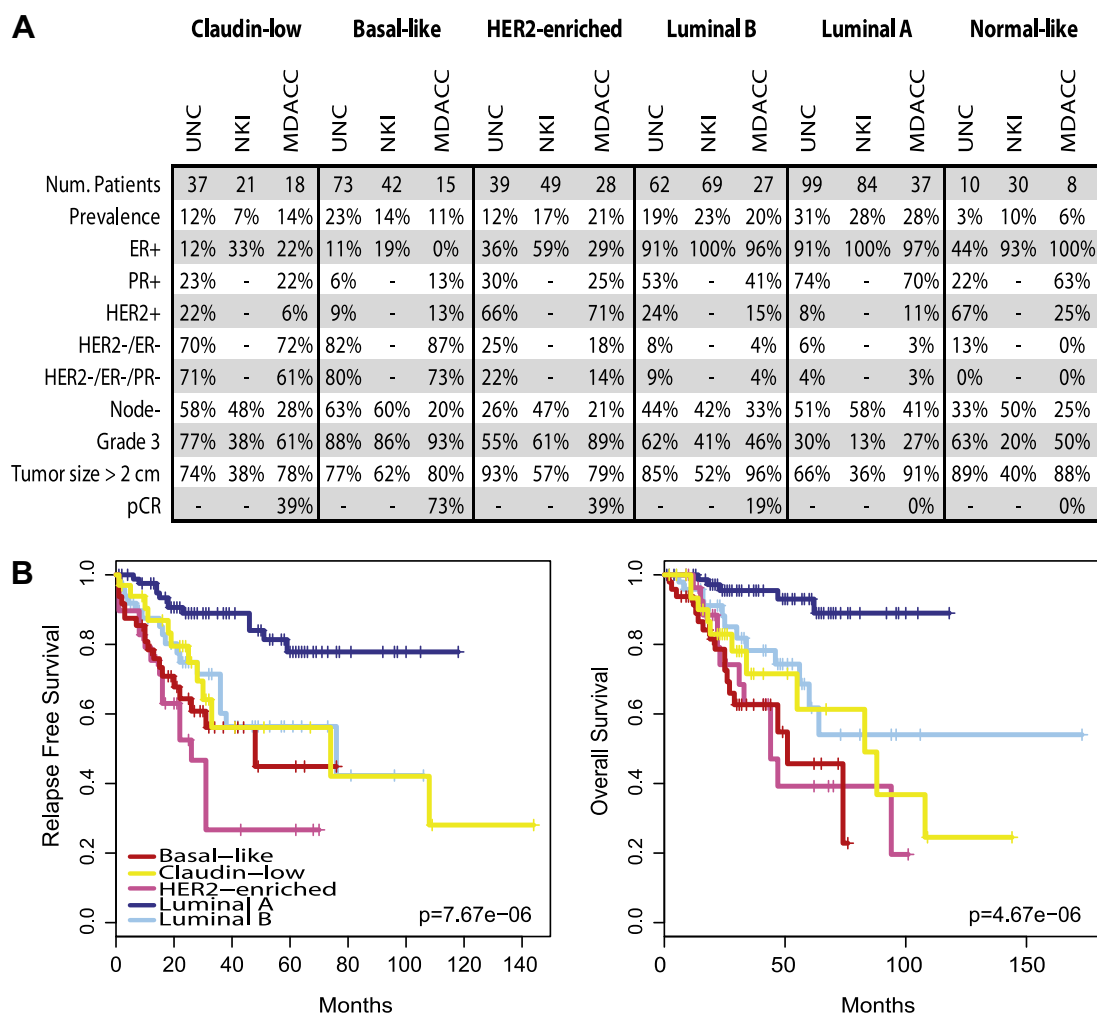 A
Claudin-low Basal-like HER2-enriched Luminal B Luminal A Normal-like
UNC NKI MDACC UNC NKI MDACC UNC NKI MDACC UNC NKI MDACC UNC NKI MDACC UNC NKI MDACC
Num. Patients 37 21 18 73 42 15 39 49 28 62 69 27 99 84 37 10 30 8
Prevalence 12% 7% 14% 23% 14% 11% 12% 17% 21% 19% 23% 20% 31% 28% 28% 3% 10% 6%
ER+ 12% 33% 22% 11% 19% 0% 36% 59% 29% 91% 100% 96% 91% 100% 97% 44% 93% 100%
PR+ 23% - 22% 6% - 13% 30% - 25% 53% - 41% 74% - 70% 22% - 63%
HER2+ 22% - 6% 9% - 13% 66% - 71% 24% - 15% 8% - 11% 67% - 25%
HER2-/ER- 70% - 72% 82% - 87% 25% - 18% 8% - 4% 6% - 3% 13% - 0%
HER2-/ER-/PR- 71% - 61% 80% - 73% 22% - 14% 9% - 4% 4% - 3% 0% - 0%
Node- 58% 48% 28% 63% 60% 20% 26% 47% 21% 44% 42% 33% 51% 58% 41% 33% 50% 25%
Grade 3 77% 38% 61% 88% 86% 93% 55% 61% 89% 62% 41% 46% 30% 13% 27% 63% 20% 50%
Tumor size > 2 cm 74% 38% 78% 77% 62% 80% 93% 57% 79% 85% 52% 96% 66% 36% 91% 89% 40% 88%
pCR - - 39% - - 73% - - 39% - - 19% - - 0% - - 0%
B
Relapse Free Survival
1.0
0.8
0.6
0.4
0.2
0.0
Basal-like
Claudin-low
HER2-enriched
Luminal A
Luminal B
p=7.67e-06
0 20 40 60 80 100 120 140
Months
Overall Survival
1.0
0.8
0.6
0.4
0.2
0.0
p=4.67e-06
0 50 100 150
Months